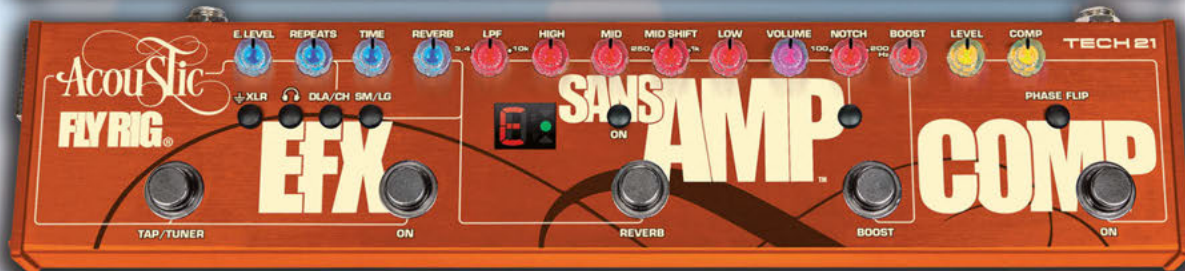 E. LEVEL REPEATS TIME REVERB LPF HIGH MID MID SHIFT LOW VOLUME NOTCH BOOST LEVEL COMP
3.4 10k 250 1k 100 200 Hz
TECH 21
Acoustic
FLY RIG®
XLR DLA/CH SM/LG
EFX
E
ON
SANSAMP™
PHASE FLIP
COMP
TAP/TUNER ON REVERB BOOST ON